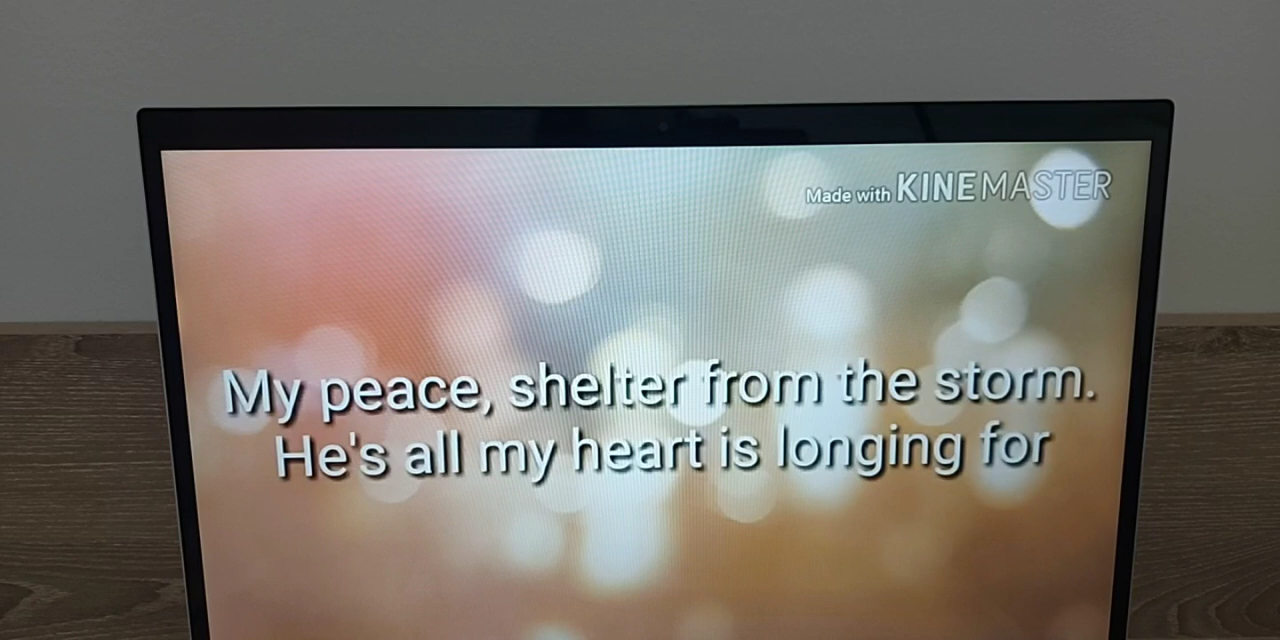 Made with KINEMASTER
My peace, shelter from the storm.
He's all my heart is longing for